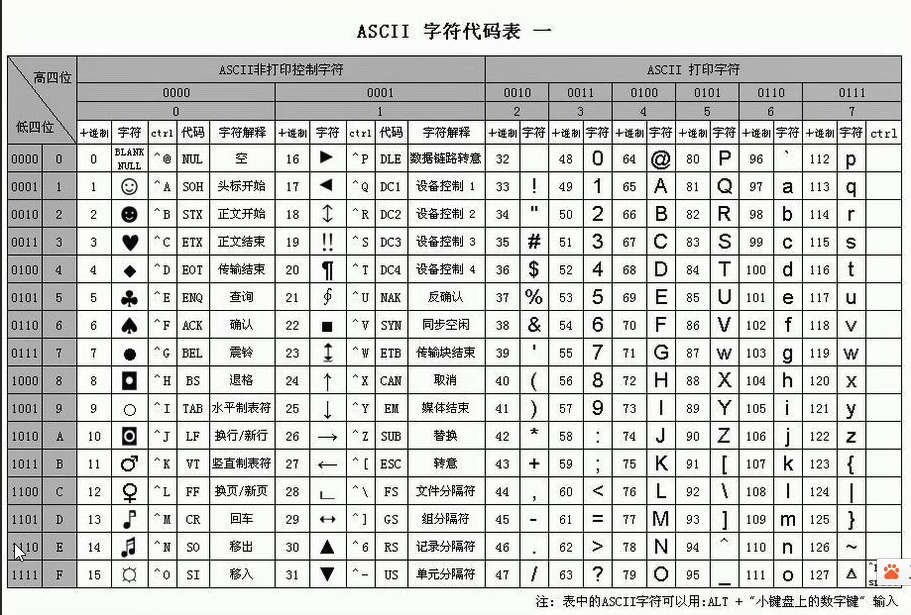 ASCII 字符代码表 一
高四位 ASCII非打印控制字符 ASCII 打印字符
0000 0001 0010 0011 0100 0101 0110 0111
低四位 0 1 2 3 4 5 6 7
十进制 字符 ctrl 代码 字符解释 十进制 字符 ctrl 代码 字符解释 十进制 字符 十进制 字符 十进制 字符 十进制 字符 十进制 字符 十进制 字符 ctrl
0000 0 0 BLANK NULL ^@ NUL 空 16 ► ^P DLE 数据链路转意 32 48 0 64 @ 80 P 96 ` 112 p
0001 1 1 ☺ ^A SOH 头标开始 17 ◄ ^Q DC1 设备控制 1 33 ! 49 1 65 A 81 Q 97 a 113 q
0010 2 2 ☻ ^B STX 正文开始 18 ↕ ^R DC2 设备控制 2 34 " 50 2 66 B 82 R 98 b 114 r
0011 3 3 ♥ ^C ETX 正文结束 19 ‼ ^S DC3 设备控制 3 35 # 51 3 67 C 83 S 99 c 115 s
0100 4 4 ♦ ^D EOT 传输结束 20 ¶ ^T DC4 设备控制 4 36 $ 52 4 68 D 84 T 100 d 116 t
0101 5 5 ♣ ^E ENQ 查询 21 ∮ ^U NAK 反确认 37 % 53 5 69 E 85 U 101 e 117 u
0110 6 6 ♠ ^F ACK 确认 22 ■ ^V SYN 同步空闲 38 & 54 6 70 F 86 V 102 f 118 v
0111 7 7 ● ^G BEL 震铃 23 ↨ ^W ETB 传输块结束 39 ' 55 7 71 G 87 w 103 g 119 w
1000 8 8 ◘ ^H BS 退格 24 ↑ ^X CAN 取消 40 ( 56 8 72 H 88 X 104 h 120 x
1001 9 9 ○ ^I TAB 水平制表符 25 ↓ ^Y EM 媒体结束 41 ) 57 9 73 I 89 Y 105 i 121 y
1010 A 10 ◙ ^J LF 换行/新行 26 → ^Z SUB 替换 42 * 58 : 74 J 90 Z 106 j 122 z
1011 B 11 ♂ ^K VT 竖直制表符 27 ← ^[ ESC 转意 43 + 59 ; 75 K 91 [ 107 k 123 {
1100 C 12 ♀ ^L FF 换页/新页 28 ∟ ^\ FS 文件分隔符 44 , 60 < 76 L 92 \ 108 l 124 |
1101 D 13 ♪ ^M CR 回车 29 ↔ ^] GS 组分隔符 45 - 61 = 77 M 93 ] 109 m 125 }
1110 E 14 ♫ ^N SO 移出 30 ▲ ^6 RS 记录分隔符 46 . 62 > 78 N 94 ^ 110 n 126 ~
1111 F 15 ☼ ^O SI 移入 31 ▼ ^- US 单元分隔符 47 / 63 ? 79 O 95 _ 111 o 127 Δ
注：表中的ASCII字符可以用:ALT + "小键盘上的数字键" 输入